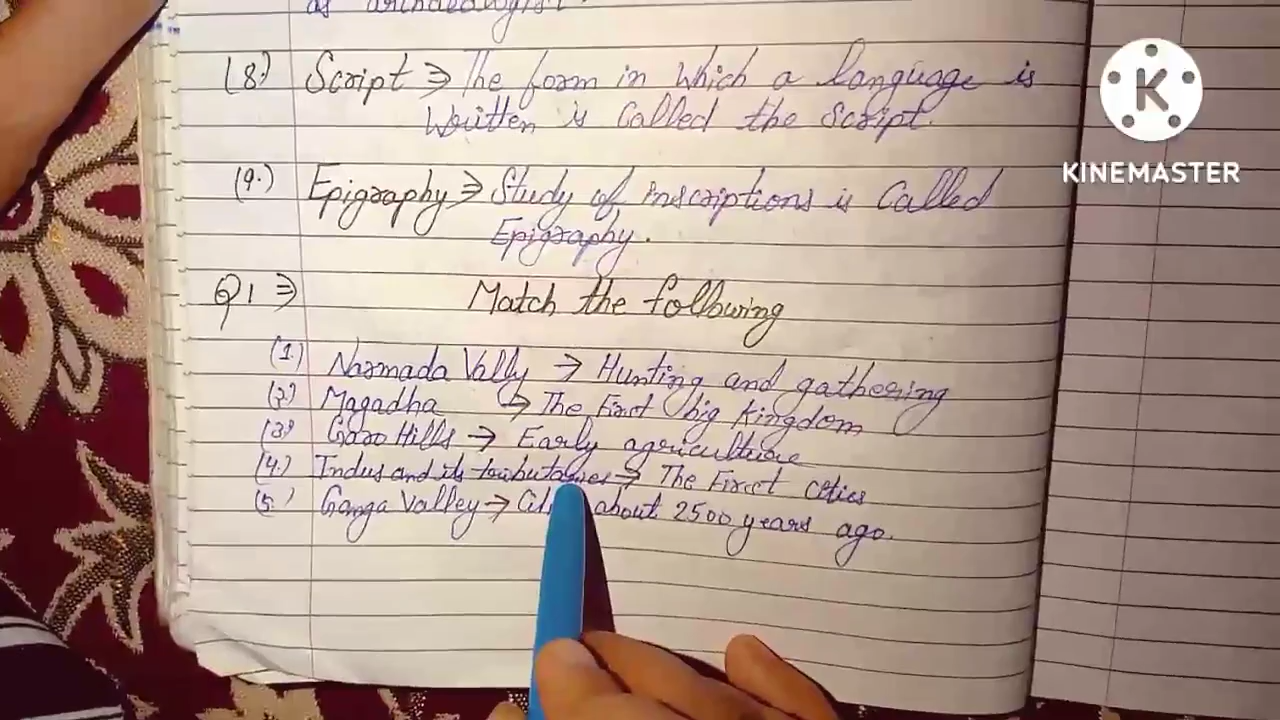 as archaeologist.
(8.) Script ⇒ The form in which a language is
written is called the script.
(9.) Epigraphy ⇒ Study of inscriptions is called
Epigraphy.
Q1 ⇒ Match the following
(1.) Narmada Vally → Hunting and gathering
(2.) Magadha → The First big kingdom
(3.) Garo Hills → Early agriculture
(4.) Indus and its tributaries → The First cities
(5.) Ganga Valley → about 2500 years ago.
K
KINEMASTER